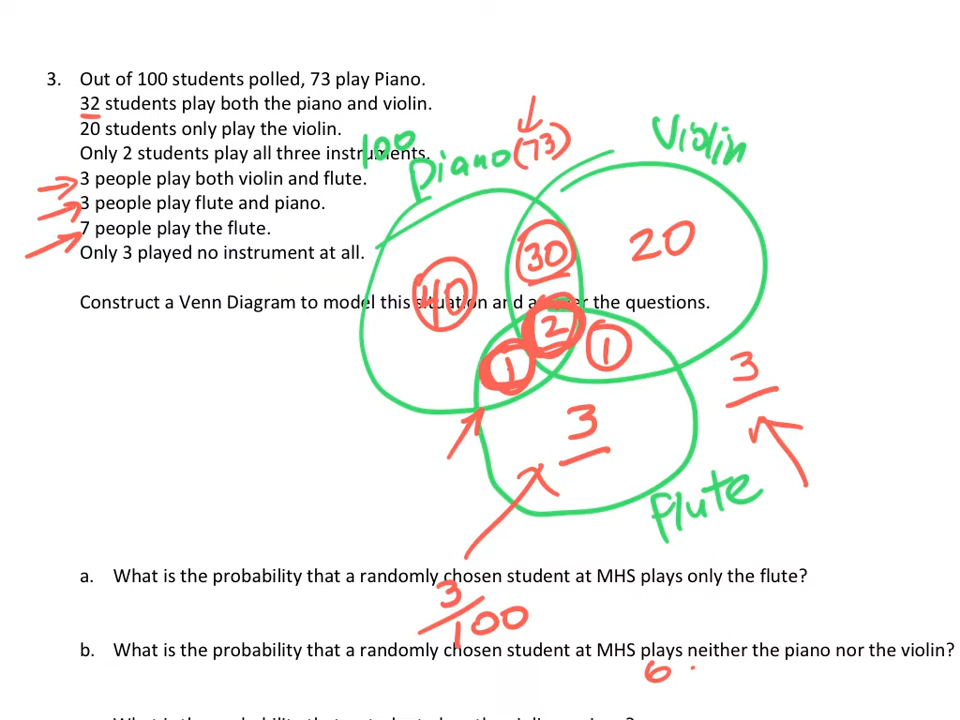 3. Out of 100 students polled, 73 play Piano.
32 students play both the piano and violin.
20 students only play the violin.
Only 2 students play all three instruments.
3 people play both violin and flute.
3 people play flute and piano.
7 people play the flute.
Only 3 played no instrument at all.
100
Piano (73)
Violin
30
20
40
Construct a Venn Diagram to model this situation and answer the questions.
2
1
1
3
3
Flute
a. What is the probability that a randomly chosen student at MHS plays only the flute?
3/100
b. What is the probability that a randomly chosen student at MHS plays neither the piano nor the violin?
6